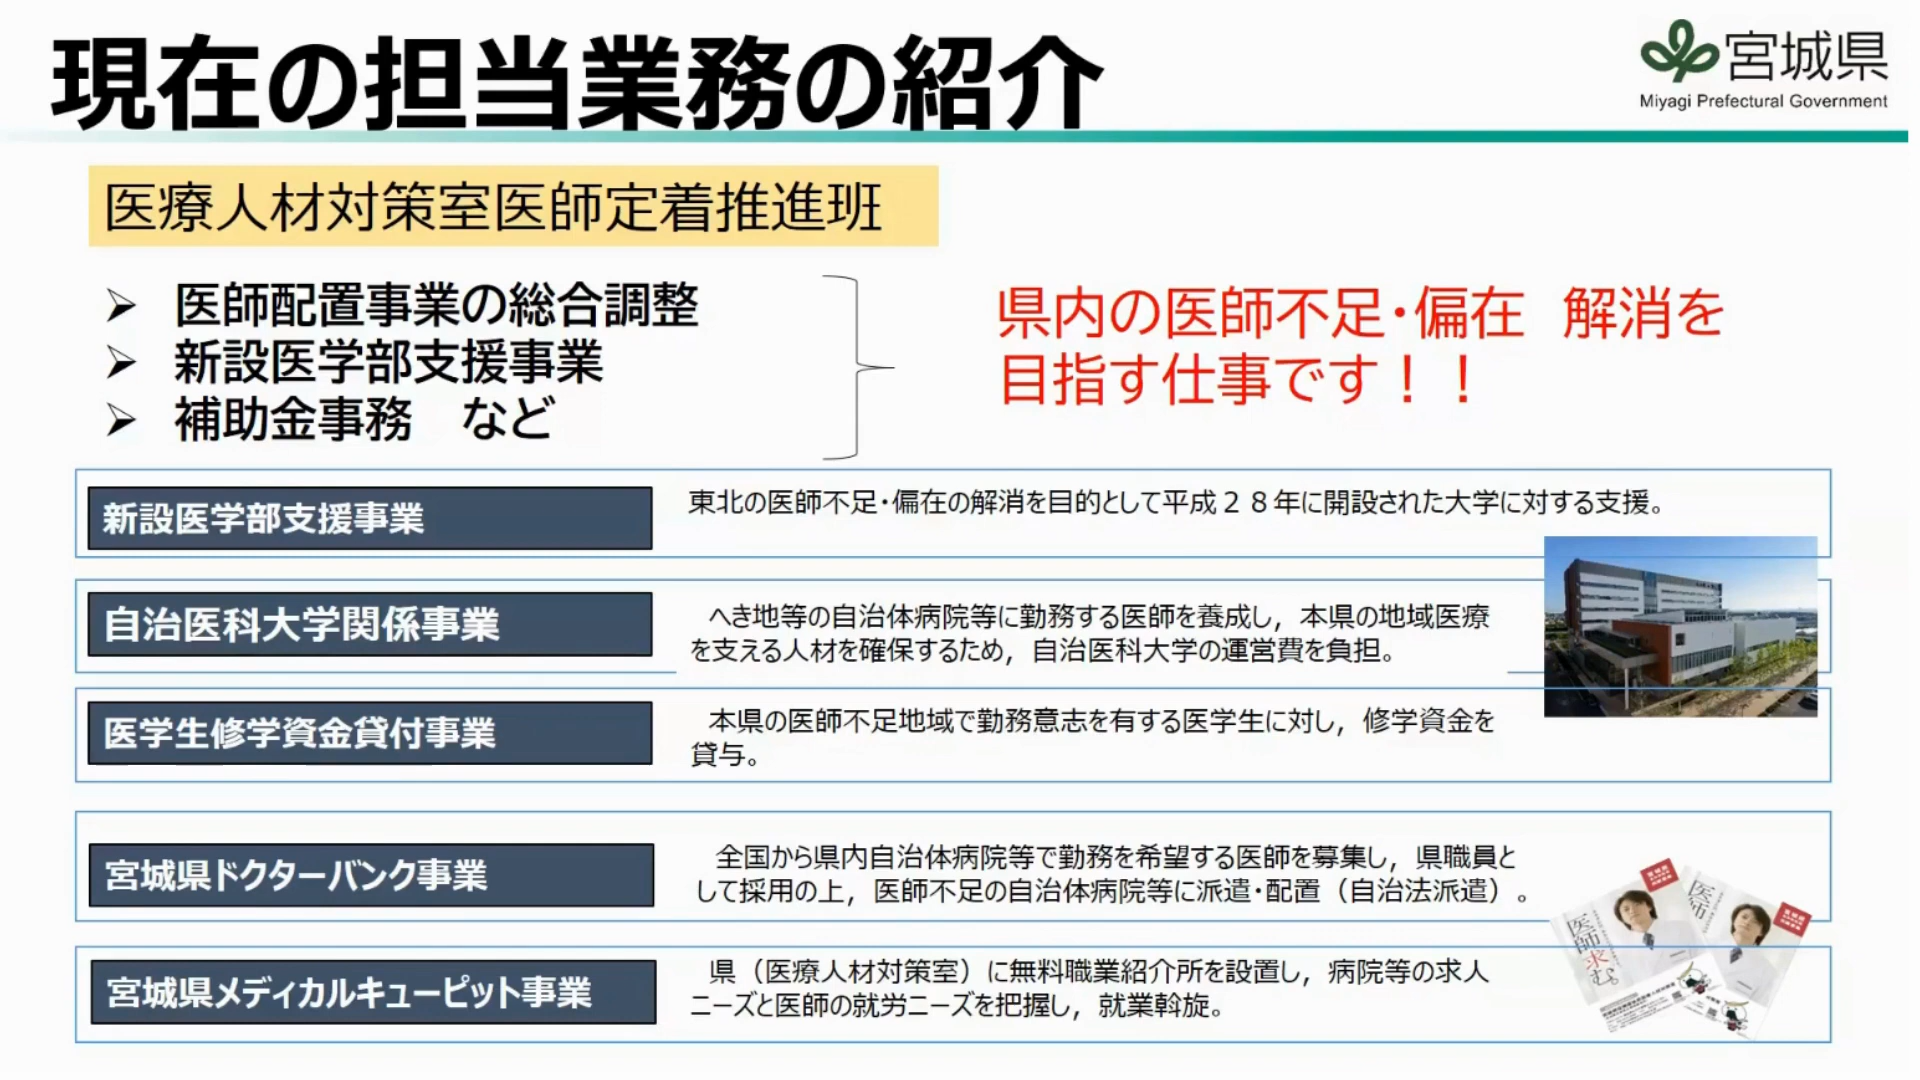 現在の担当業務の紹介
宮城県
Miyagi Prefectural Government
医療人材対策室医師定着推進班
➢ 医師配置事業の総合調整
➢ 新設医学部支援事業
➢ 補助金事務　など
県内の医師不足・偏在 解消を
目指す仕事です！！
新設医学部支援事業
東北の医師不足・偏在の解消を目的として平成２８年に開設された大学に対する支援。
自治医科大学関係事業
へき地等の自治体病院等に勤務する医師を養成し，本県の地域医療
を支える人材を確保するため，自治医科大学の運営費を負担。
医学生修学資金貸付事業
本県の医師不足地域で勤務意志を有する医学生に対し，修学資金を
貸与。
宮城県ドクターバンク事業
全国から県内自治体病院等で勤務を希望する医師を募集し，県職員と
して採用の上，医師不足の自治体病院等に派遣・配置（自治法派遣）。
宮城県メディカルキューピット事業
県（医療人材対策室）に無料職業紹介所を設置し，病院等の求人
ニーズと医師の就労ニーズを把握し，就業斡旋。
医師求む。
医師